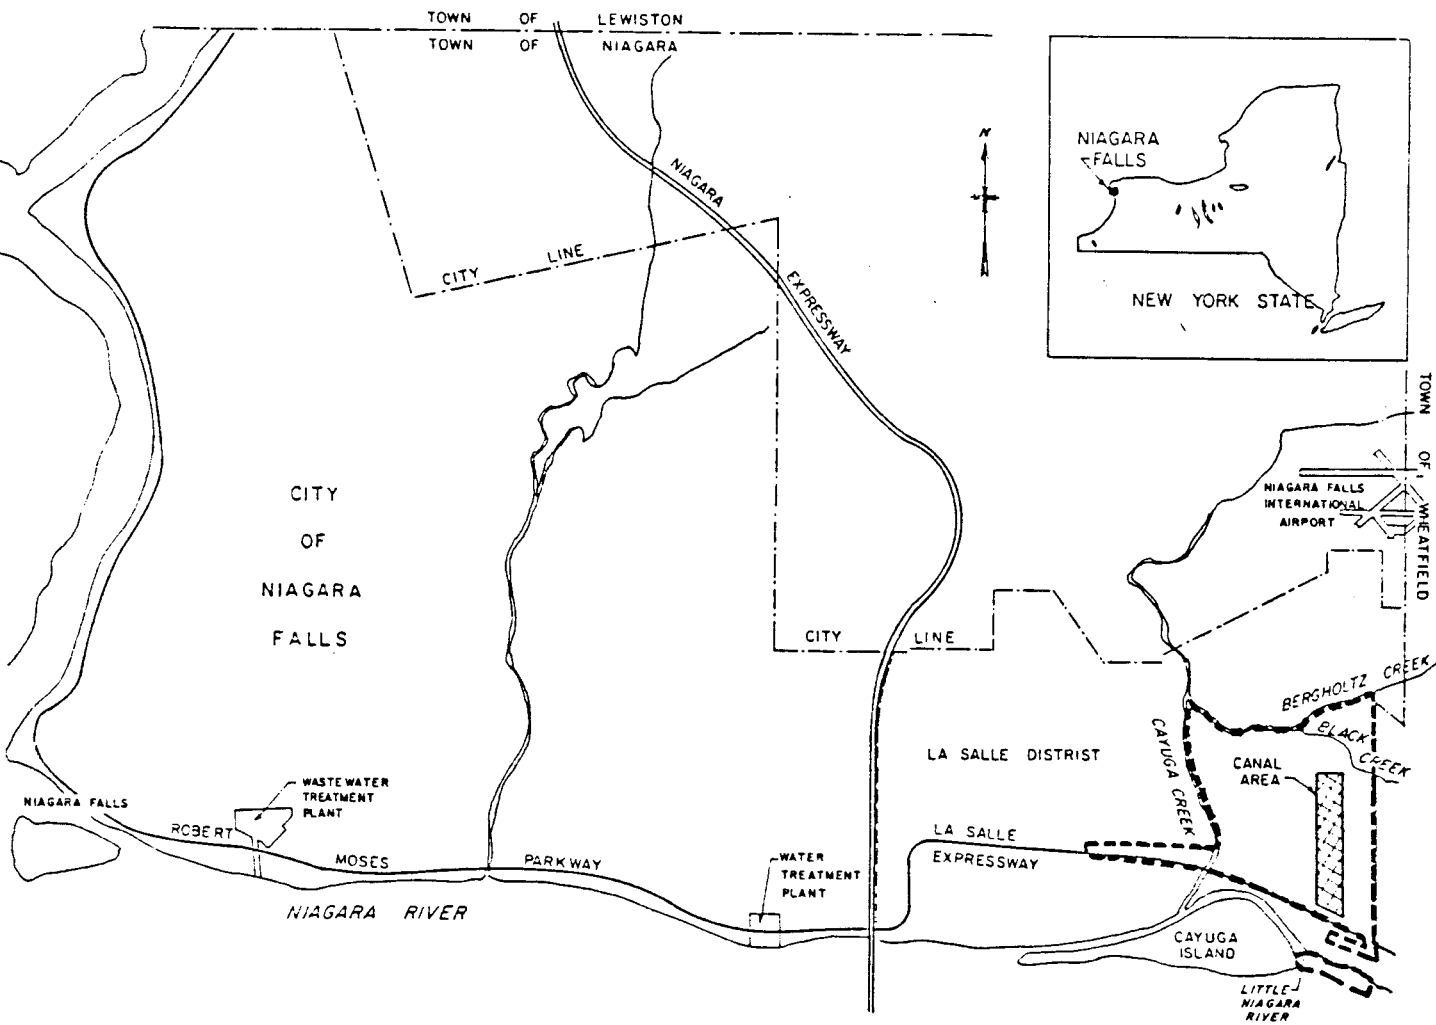 TOWN OF LEWISTON
TOWN OF NIAGARA
N
NIAGARA
FALLS
NEW YORK STATE
NIAGARA
EXPRESSWAY
CITY LINE
TOWN OF WHEATFIELD
NIAGARA FALLS
INTERNATIONAL
AIRPORT
CITY
OF
NIAGARA
FALLS
CITY LINE
BERGHOLTZ CREEK
BLACK
CREEK
CAYUGA CREEK
LA SALLE DISTRIST
CANAL
AREA
WASTEWATER
TREATMENT
PLANT
NIAGARA FALLS
ROBERT MOSES PARKWAY
LA SALLE
EXPRESSWAY
WATER
TREATMENT
PLANT
NIAGARA RIVER
CAYUGA
ISLAND
LITTLE
NIAGARA
RIVER